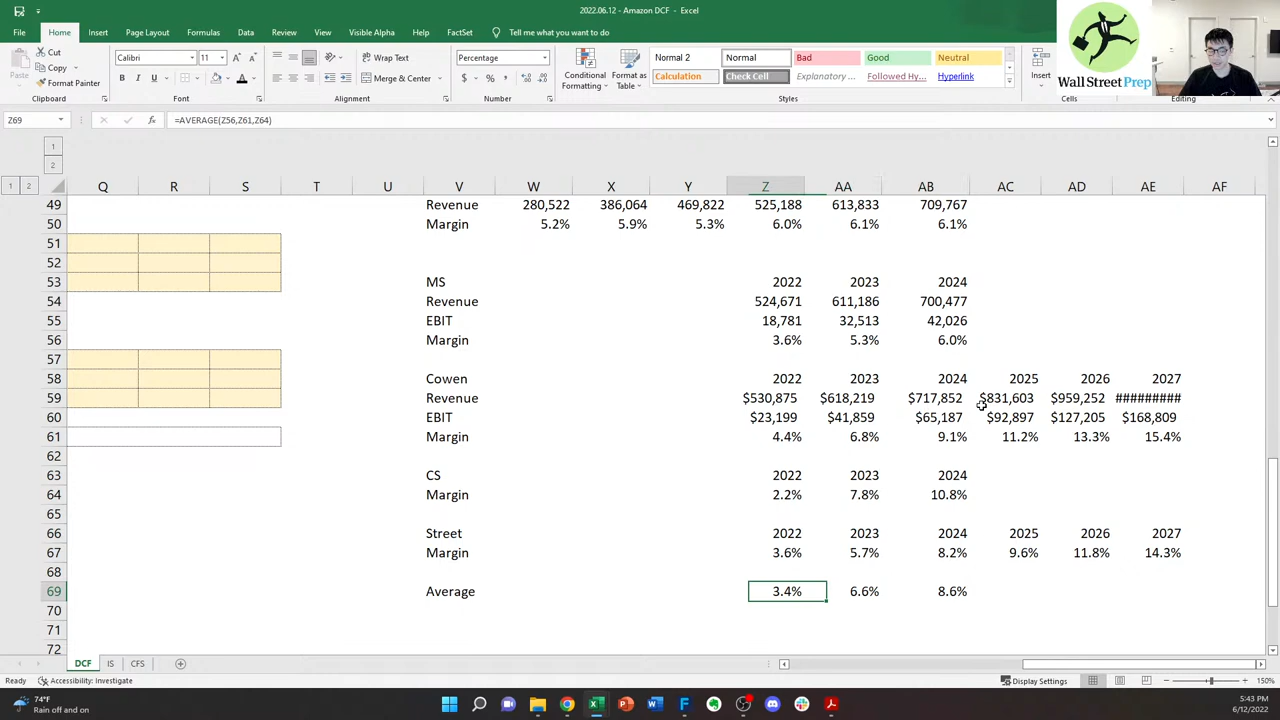 2022.06.12 - Amazon DCF - Excel
File Home Insert Page Layout Formulas Data Review View Visible Alpha Help FactSet Tell me what you want to do
Cut
Copy
Format Painter
Paste
Clipboard
Calibri 11
B I U
Font
Wrap Text
Merge & Center
Alignment
Percentage
$ % ,
Number
Conditional Formatting
Format as Table
Normal 2 Normal Bad Good Neutral
Calculation Check Cell Explanatory ... Followed Hy... Hyperlink
Styles
Insert
Cells
Editing
Wall Street Prep
Z69 fx =AVERAGE(Z56,Z61,Z64)
1
2
1 2 Q R S T U V W X Y Z AA AB AC AD AE AF
49 Revenue 280,522 386,064 469,822 525,188 613,833 709,767
50 Margin 5.2% 5.9% 5.3% 6.0% 6.1% 6.1%
51
52
53 MS 2022 2023 2024
54 Revenue 524,671 611,186 700,477
55 EBIT 18,781 32,513 42,026
56 Margin 3.6% 5.3% 6.0%
57
58 Cowen 2022 2023 2024 2025 2026 2027
59 Revenue $530,875 $618,219 $717,852 $831,603 $959,252 #########
60 EBIT $23,199 $41,859 $65,187 $92,897 $127,205 $168,809
61 Margin 4.4% 6.8% 9.1% 11.2% 13.3% 15.4%
62
63 CS 2022 2023 2024
64 Margin 2.2% 7.8% 10.8%
65
66 Street 2022 2023 2024 2025 2026 2027
67 Margin 3.6% 5.7% 8.2% 9.6% 11.8% 14.3%
68
69 Average 3.4% 6.6% 8.6%
70
71
72
DCF IS CFS
Ready Accessibility: Investigate Display Settings 150%
74°F
Rain off and on
5:43 PM
6/12/2022